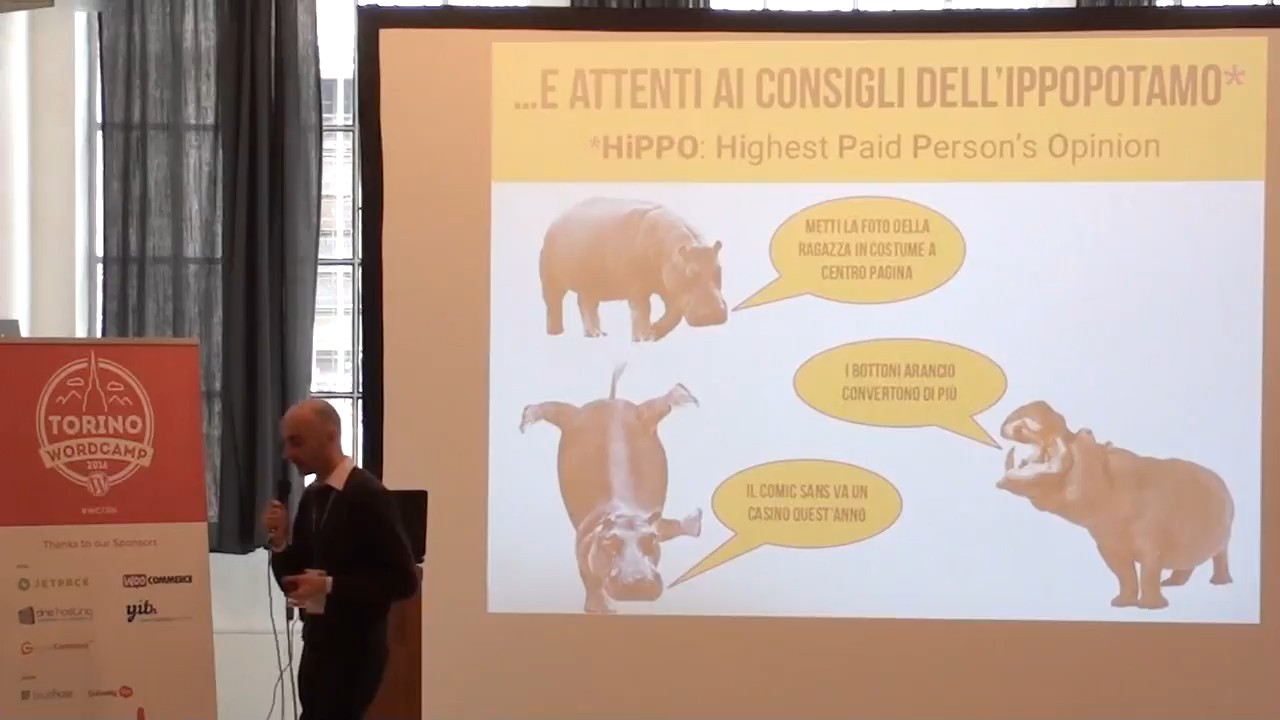 ...E ATTENTI AI CONSIGLI DELL'IPPOPOTAMO*
*HiPPO: Highest Paid Person's Opinion
METTI LA FOTO DELLA
RAGAZZA IN COSTUME A
CENTRO PAGINA
I BOTTONI ARANCIO
CONVERTONO DI PIÙ
IL COMIC SANS VA UN
CASINO QUEST'ANNO
TORINO
WORDCAMP
2016
#WCTRN
Thanks to our Sponsors
JETPACK
WOO COMMERCE
yith